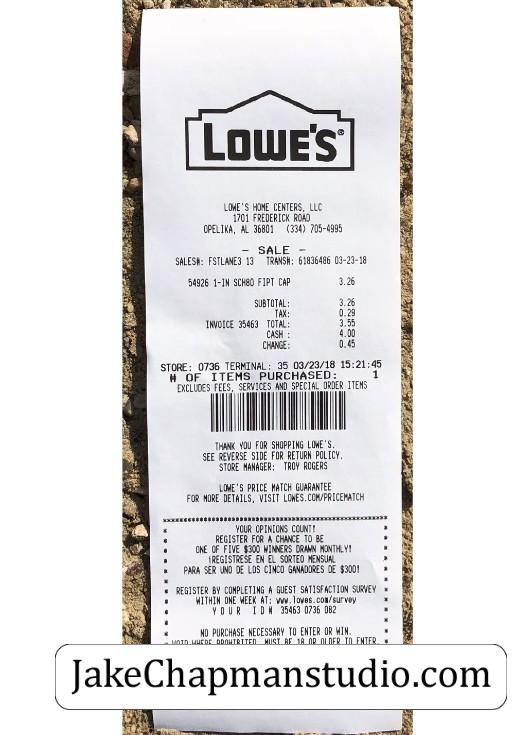 LOWE'S®
LOWE'S HOME CENTERS, LLC
1701 FREDERICK ROAD
OPELIKA, AL 36801 (334) 705-4995
- SALE -
SALES#: FSTLANE3 13 TRANS#: 61836486 03-23-18
54926 1-IN SCH80 FIPT CAP 3.26
SUBTOTAL: 3.26
TAX: 0.29
INVOICE 35463 TOTAL: 3.55
CASH : 4.00
CHANGE: 0.45
STORE: 0736 TERMINAL: 35 03/23/18 15:21:45
# OF ITEMS PURCHASED: 1
EXCLUDES FEES, SERVICES AND SPECIAL ORDER ITEMS
THANK YOU FOR SHOPPING LOWE'S.
SEE REVERSE SIDE FOR RETURN POLICY.
STORE MANAGER: TROY ROGERS
LOWE'S PRICE MATCH GUARANTEE
FOR MORE DETAILS, VISIT LOWES.COM/PRICEMATCH
YOUR OPINIONS COUNT!
REGISTER FOR A CHANCE TO BE
ONE OF FIVE $300 WINNERS DRAWN MONTHLY!
¡REGISTRESE EN EL SORTEO MENSUAL
PARA SER UNO DE LOS CINCO GANADORES DE $300!
REGISTER BY COMPLETING A GUEST SATISFACTION SURVEY
WITHIN ONE WEEK AT: www.lowes.com/survey
Y O U R I D # 35463 0736 082
NO PURCHASE NECESSARY TO ENTER OR WIN.
VOID WHERE PROHIBITED. MUST BE 18 OR OLDER TO ENTER.
JakeChapmanstudio.com